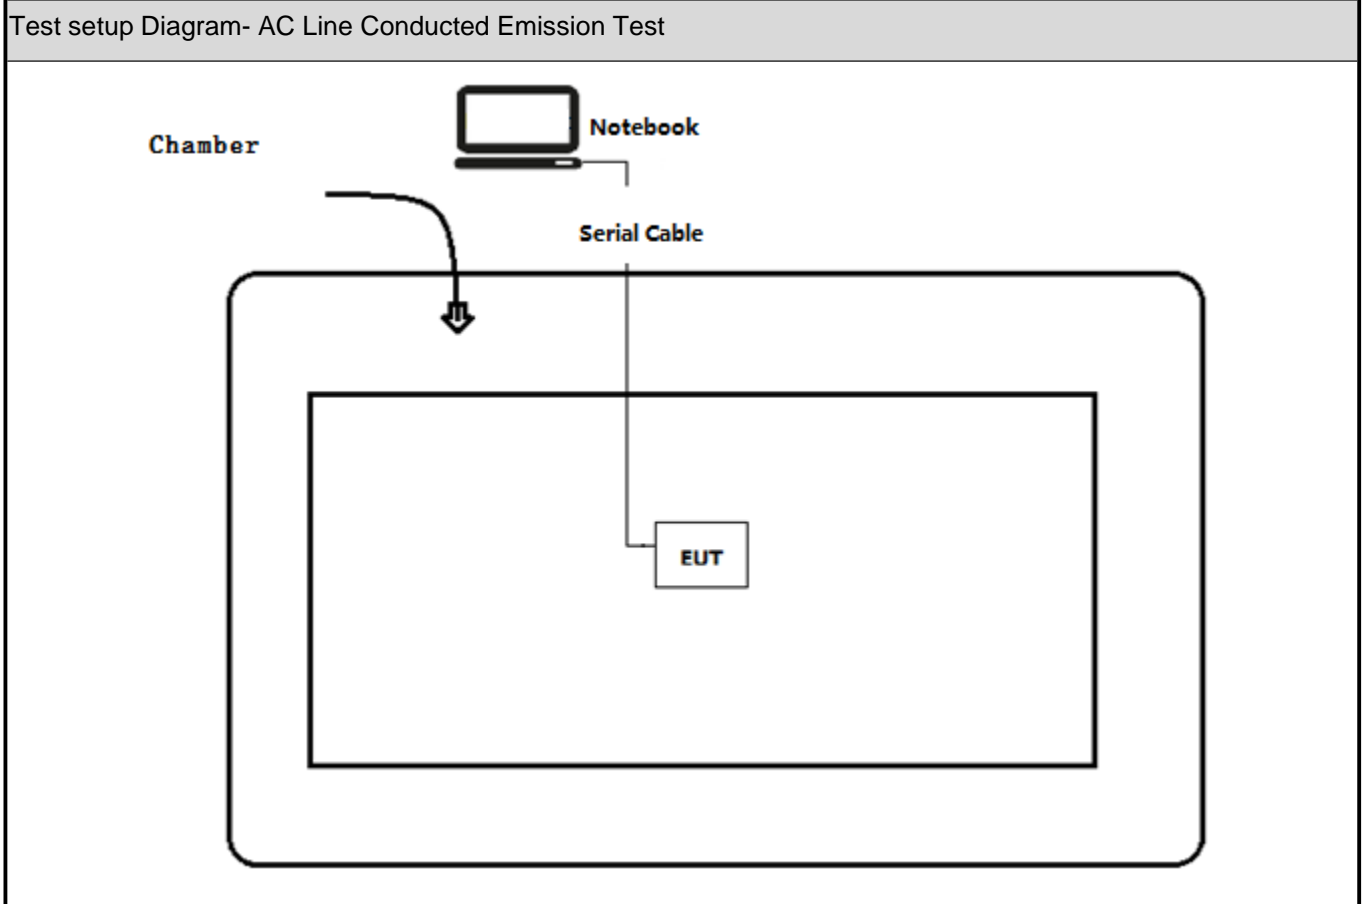 Test setup Diagram- AC Line Conducted Emission Test
Notebook
Chamber
Serial Cable
EUT